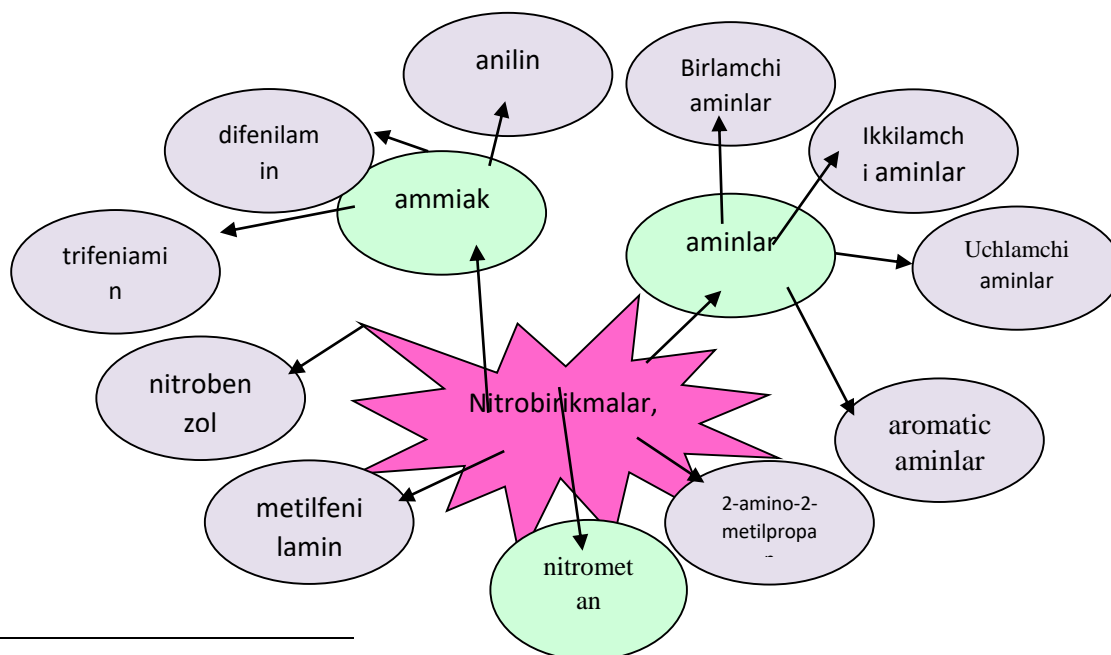 anilin
Birlamchi
aminlar
difenilam
in
Ikkilamch
i aminlar
ammiak
aminlar
trifeniami
n
Uchlamchi
aminlar
nitroben
zol
Nitrobirikmalar,
aromatic
aminlar
metilfeni
lamin
2-amino-2-
metilpropa
nitromet
an